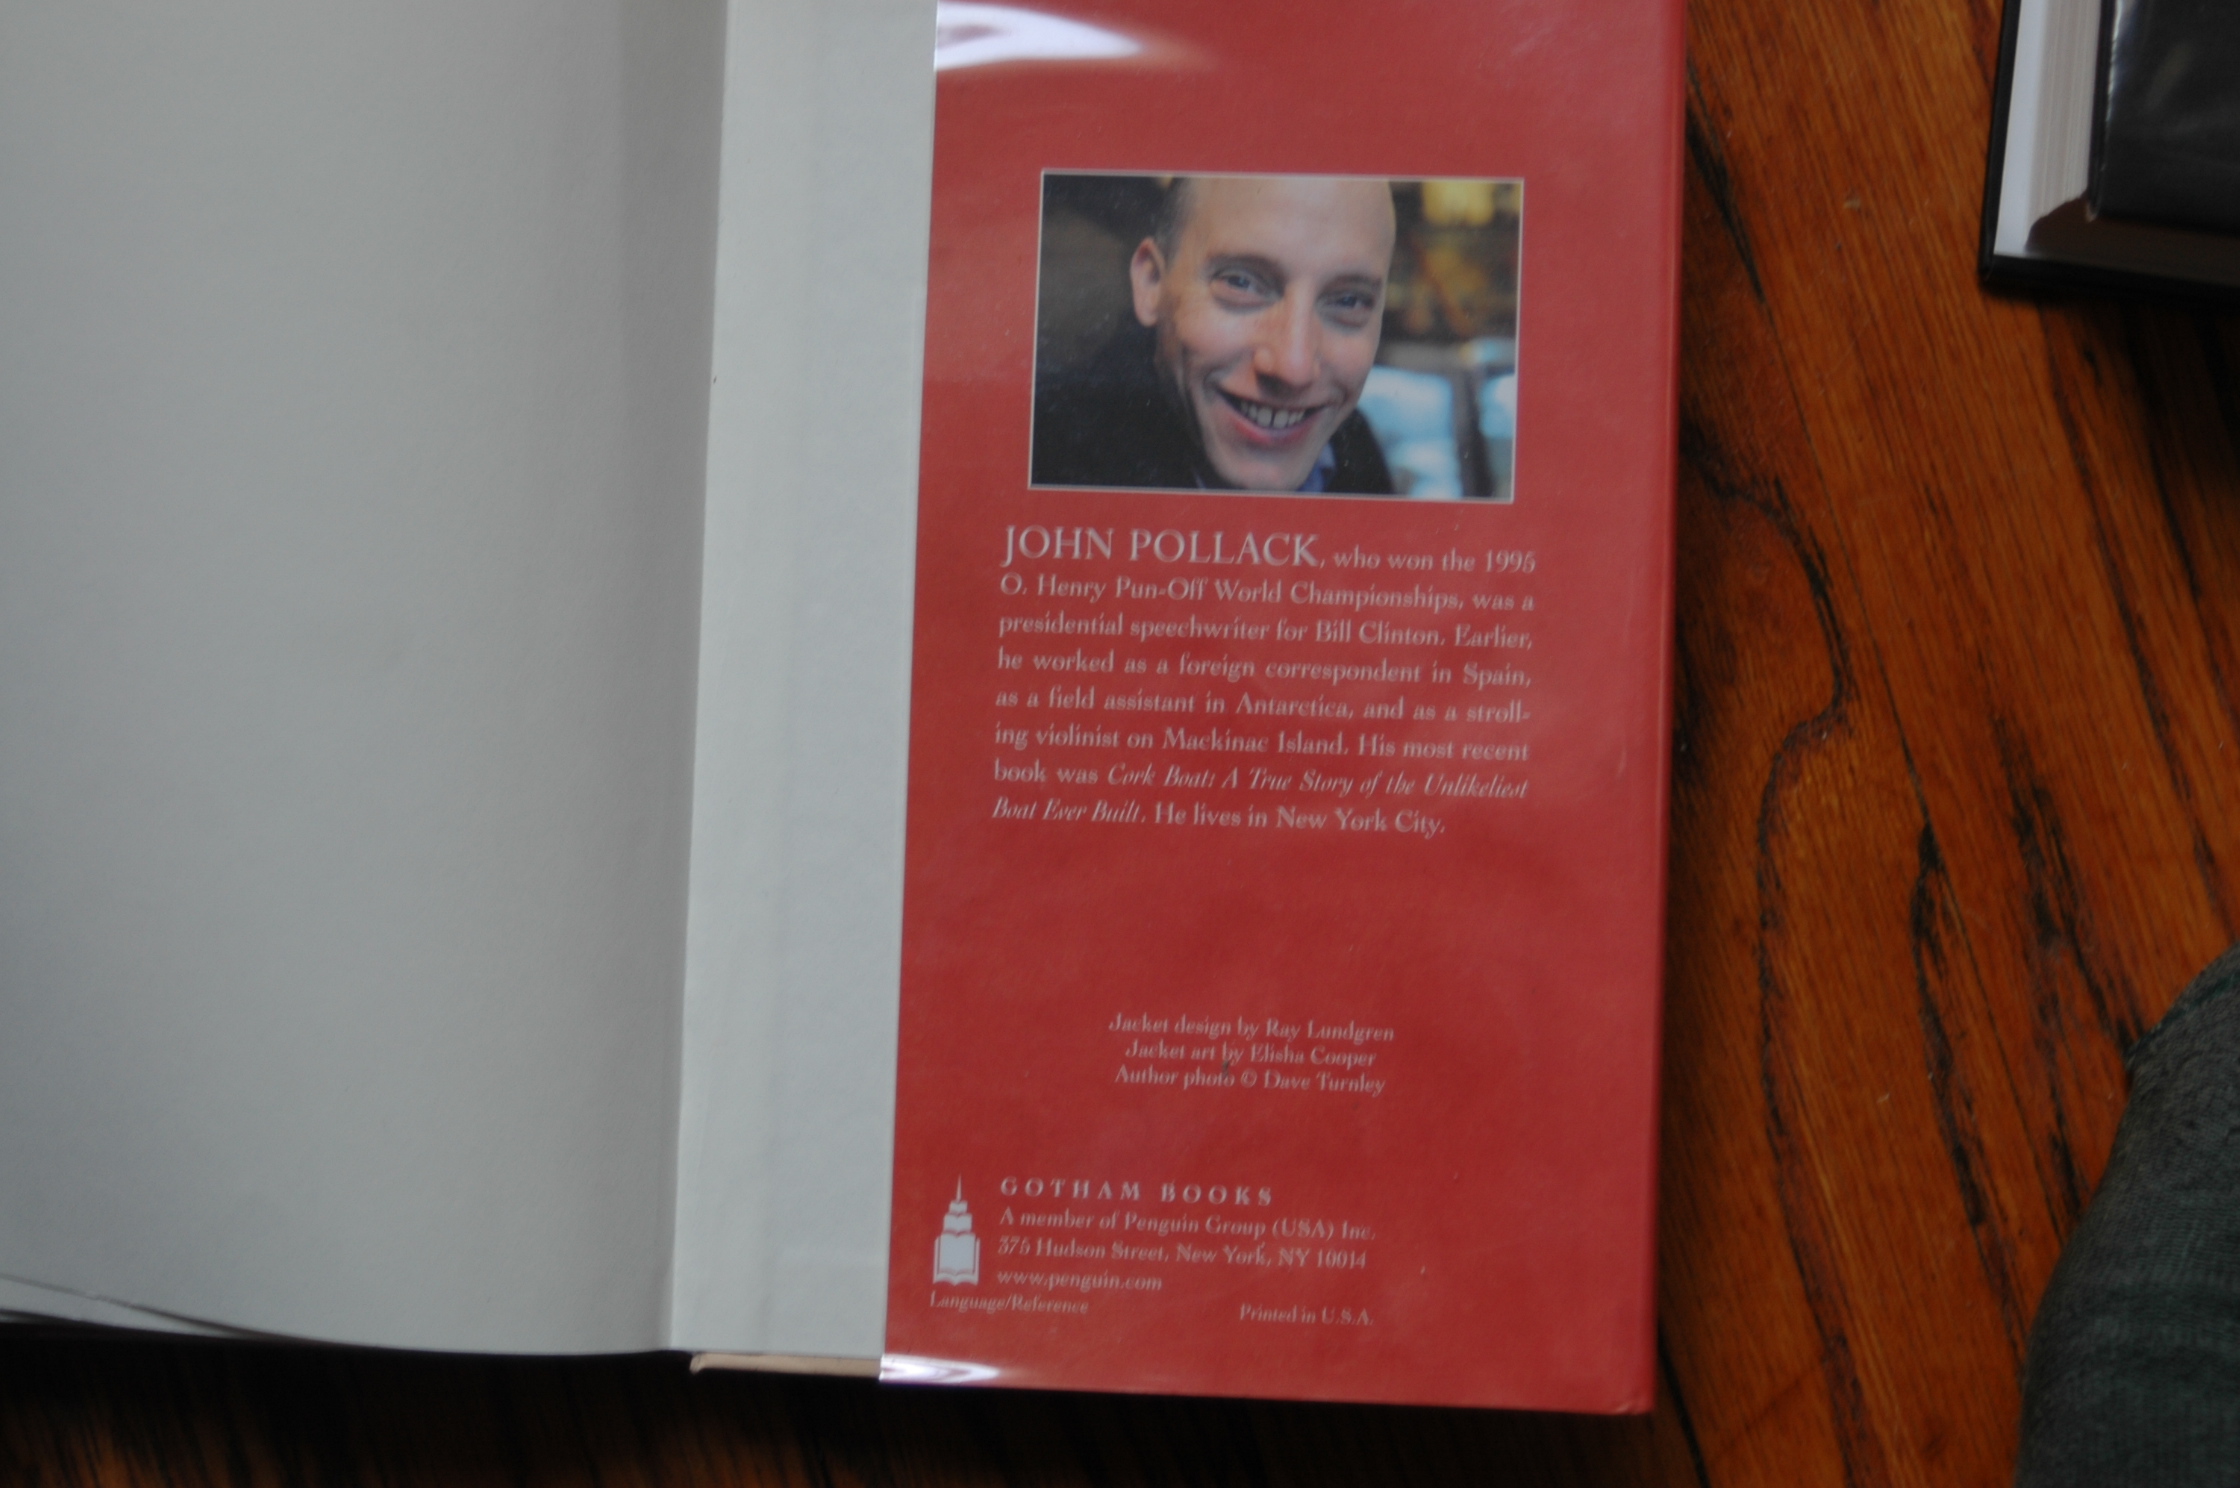 JOHN POLLACK, who won the 1995
O. Henry Pun-Off World Championships, was a
presidential speechwriter for Bill Clinton. Earlier,
he worked as a foreign correspondent in Spain,
as a field assistant in Antarctica, and as a stroll-
ing violinist on Mackinac Island. His most recent
book was Cork Boat: A True Story of the Unlikeliest
Boat Ever Built. He lives in New York City.
Jacket design by Ray Lundgren
Jacket art by Elisha Cooper
Author photo © Dave Turnley
GOTHAM BOOKS
A member of Penguin Group (USA) Inc.
375 Hudson Street, New York, NY 10014
www.penguin.com
Language/Reference
Printed in U.S.A.